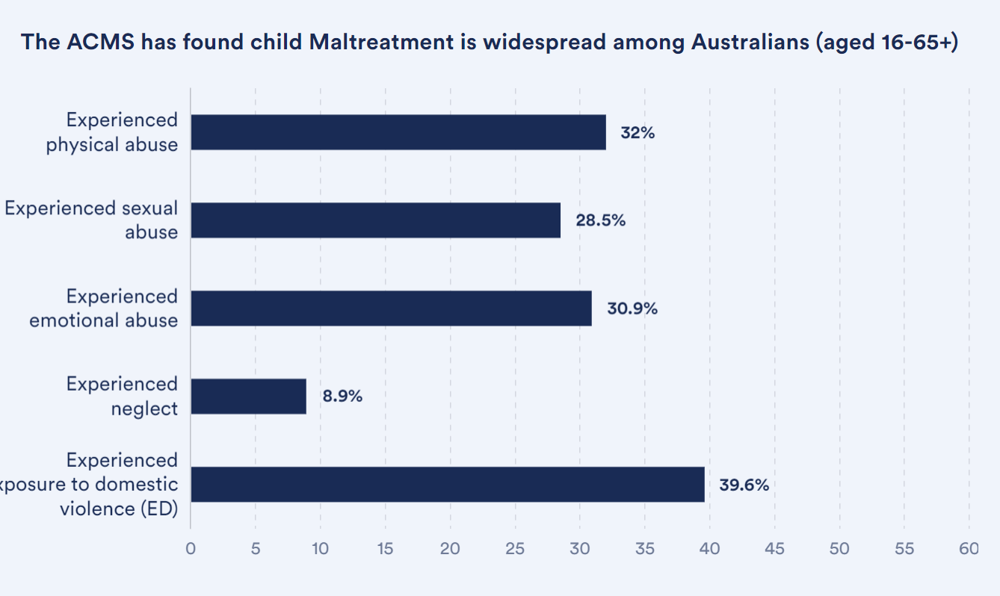 The ACMS has found child Maltreatment is widespread among Australians (aged 16-65+)
Experienced
physical abuse
32%
Experienced sexual
abuse
28.5%
Experienced
emotional abuse
30.9%
Experienced
neglect
8.9%
Experienced
xposure to domestic
violence (ED)
39.6%
0 5 10 15 20 25 30 35 40 45 50 55 60